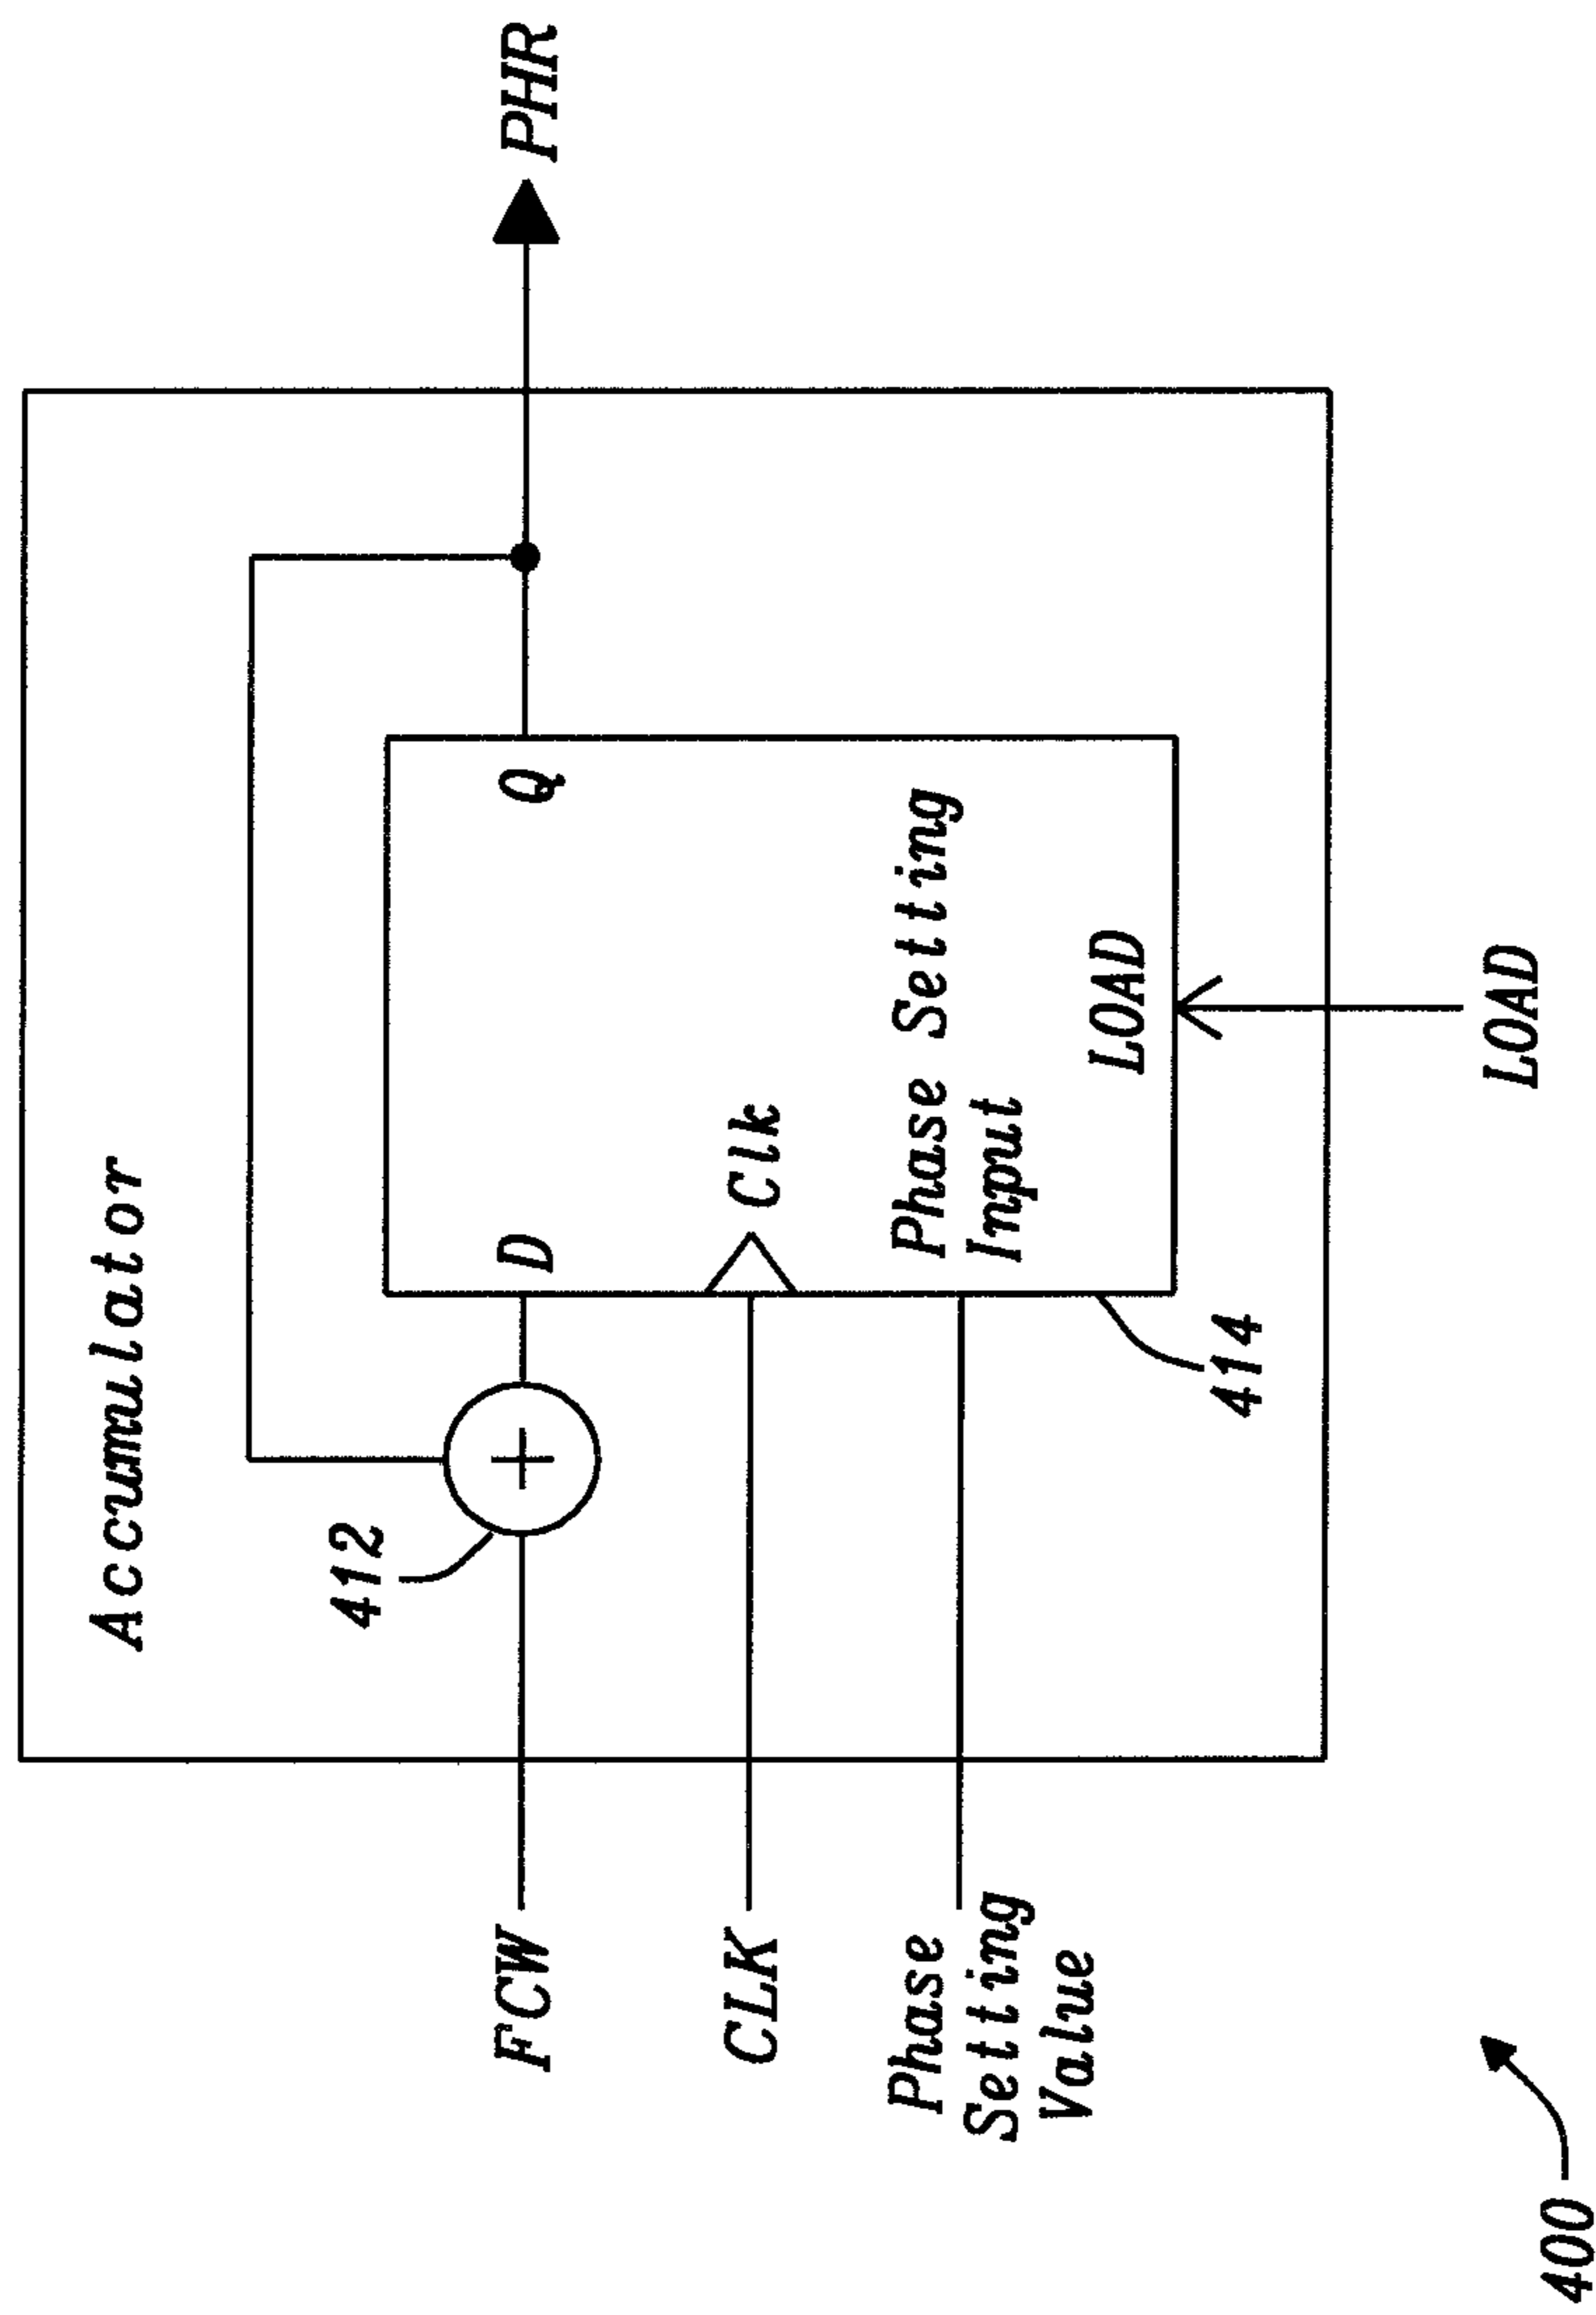 Accumulator
412
FCW
D
Q
PHR
CLK
Clk
Phase
Setting
Value
Phase Setting
Input
LOAD
414
LOAD
400